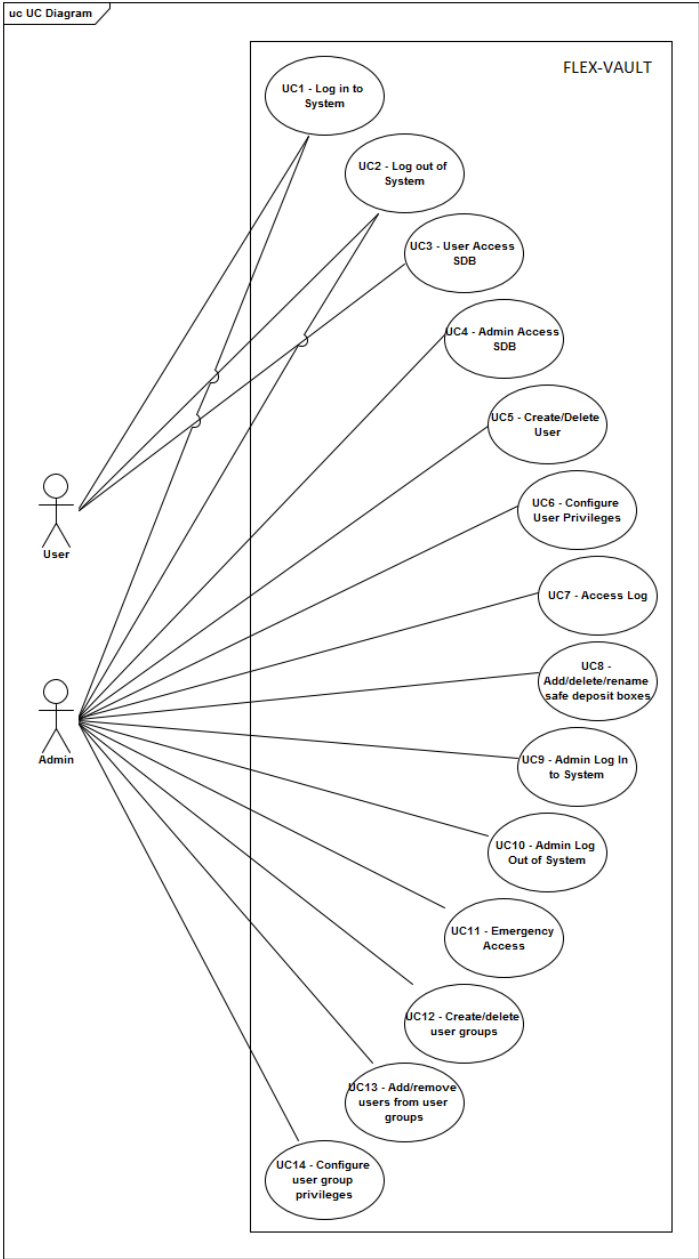 uc UC Diagram
FLEX-VAULT
UC1 - Log in to
System
UC2 - Log out of
System
UC3 - User Access
SDB
UC4 - Admin Access
SDB
UC5 - Create/Delete
User
UC6 - Configure
User Privileges
User
UC7 - Access Log
UC8 -
Add/delete/rename
safe deposit boxes
Admin
UC9 - Admin Log In
to System
UC10 - Admin Log
Out of System
UC11 - Emergency
Access
UC12 - Create/delete
user groups
UC13 - Add/remove
users from user
groups
UC14 - Configure
user group
privileges